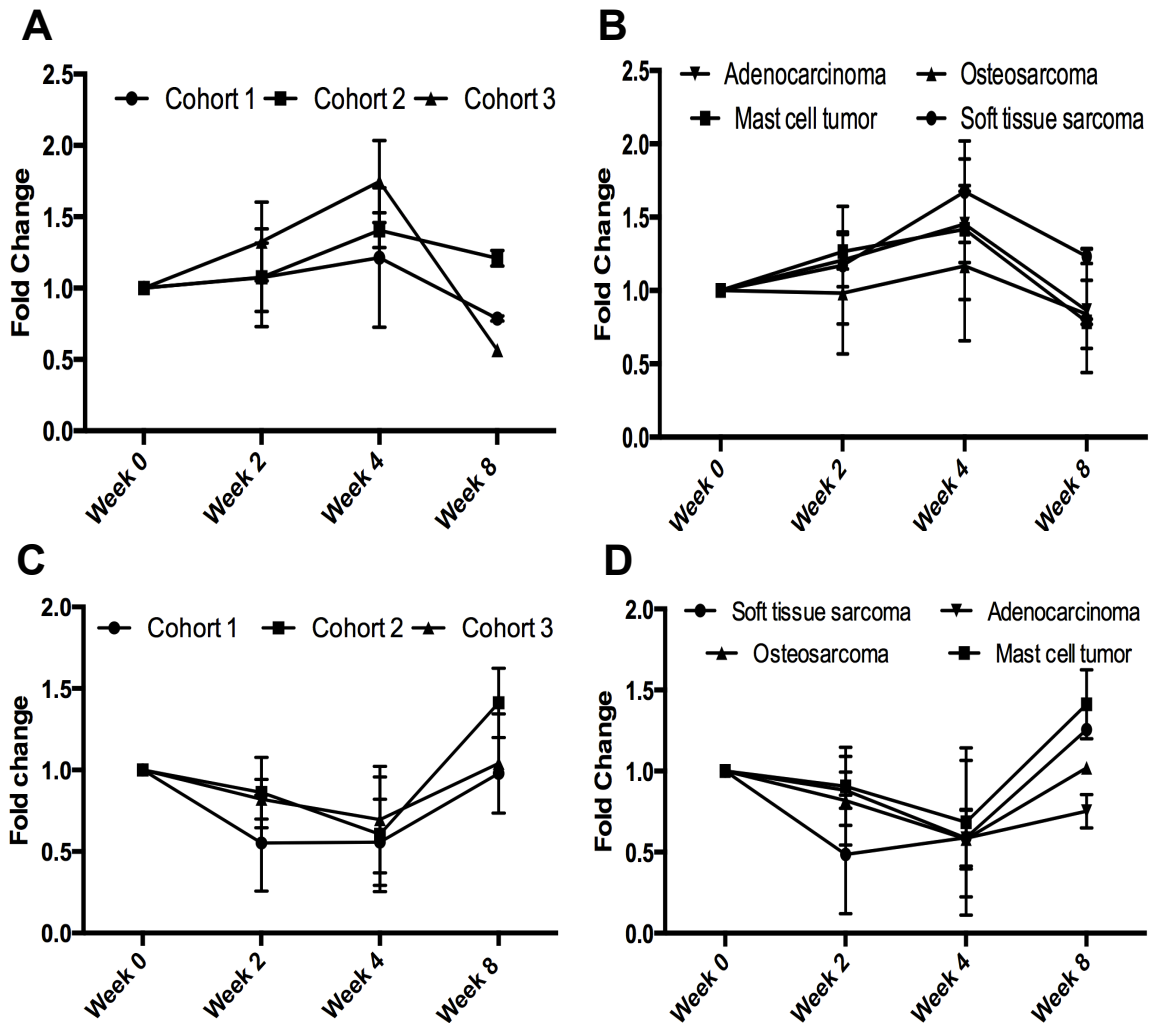 A
2.5
2.0
1.5
1.0
0.5
0.0
Fold Change
Cohort 1 Cohort 2 Cohort 3
Week 0 Week 2 Week 4 Week 8
B
2.5
2.0
1.5
1.0
0.5
0.0
Fold Change
Adenocarcinoma Osteosarcoma
Mast cell tumor Soft tissue sarcoma
Week 0 Week 2 Week 4 Week 8
C
2.0
1.5
1.0
0.5
0.0
Fold change
Cohort 1 Cohort 2 Cohort 3
Week 0 Week 2 Week 4 Week 8
D
2.0
1.5
1.0
0.5
0.0
Fold Change
Soft tissue sarcoma Adenocarcinoma
Osteosarcoma Mast cell tumor
Week 0 Week 2 Week 4 Week 8